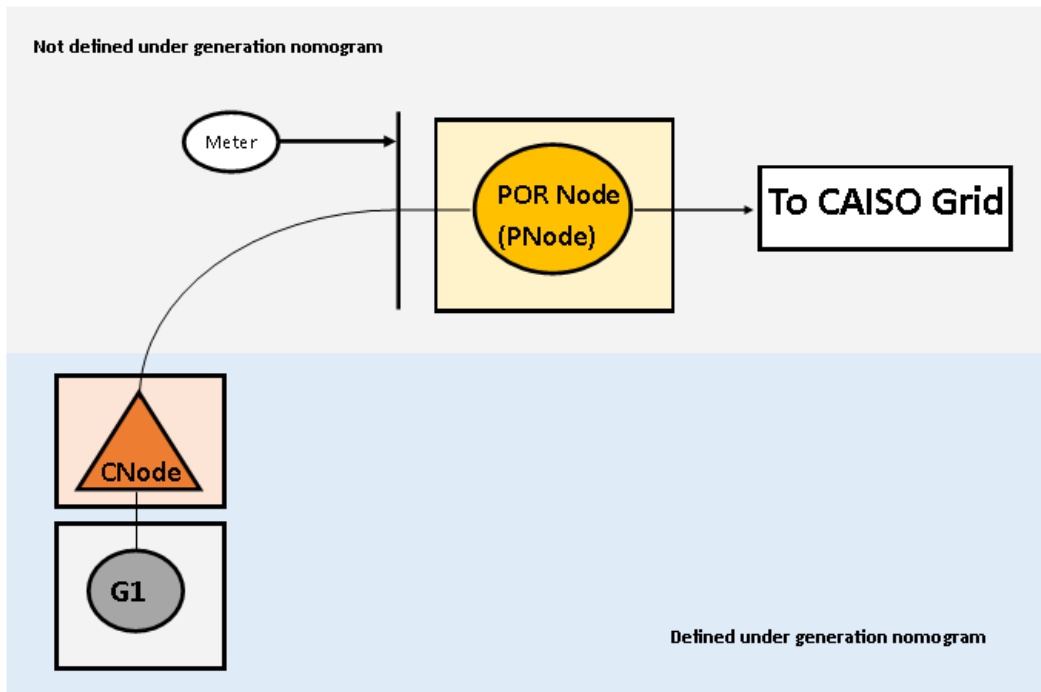 Not defined under generation nomogram
Meter
POR Node
(PNode)
To CAISO Grid
CNode
G1
Defined under generation nomogram